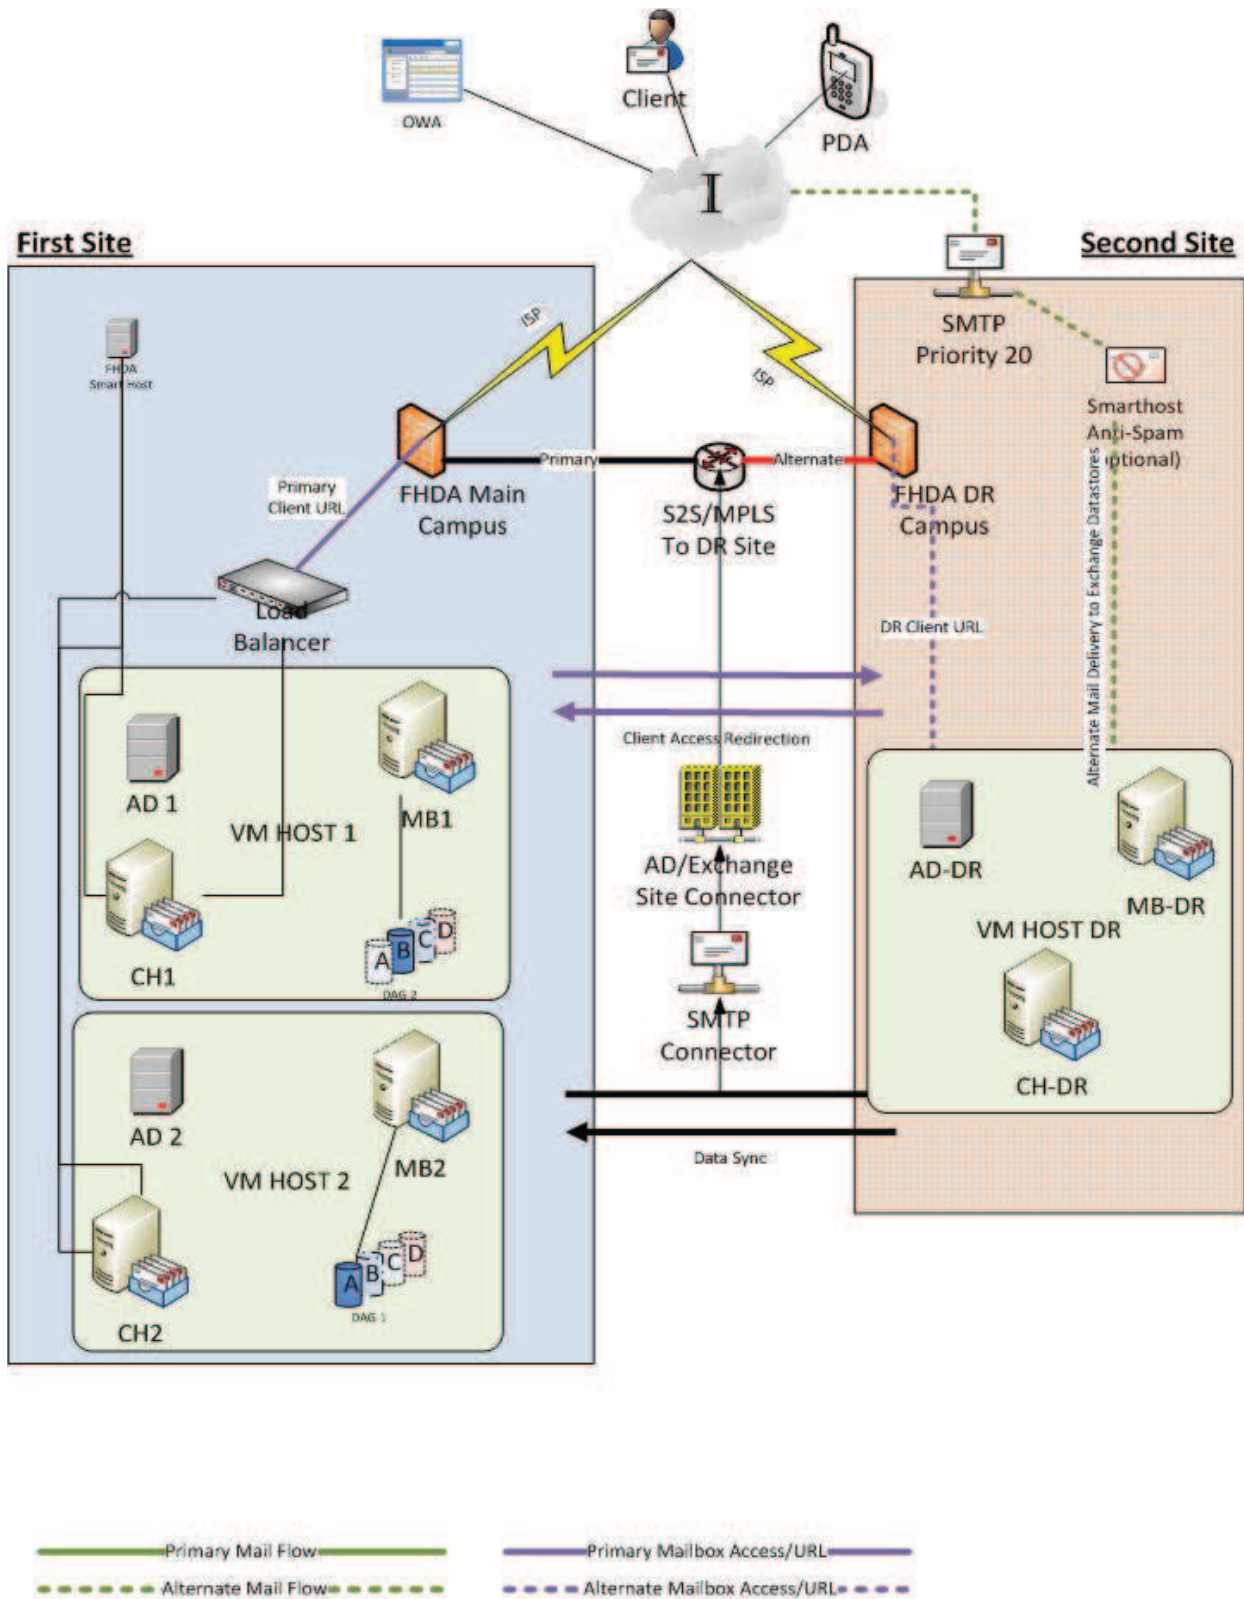 OWA
Client
PDA
I
First Site
Second Site
FHDA
Smart Host
ISP
ISP
SMTP
Priority 20
Smarthost
Anti-Spam
Primary
Client URL
FHDA Main
Campus
Primary
Alternate
S2S/MPLS
To DR Site
FHDA DR
Campus
Load
Balancer
DR Client URL
Alternate Mail Delivery to Exchange Datastores
Client Access Redirection
AD 1
VM HOST 1
MB1
CH1
A
B
C
D
DAG 2
AD/Exchange
Site Connector
SMTP
Connector
AD-DR
MB-DR
VM HOST DR
CH-DR
Data Sync
AD 2
VM HOST 2
MB2
CH2
A
B
C
D
DAG 1
Primary Mail Flow
Primary Mailbox Access/URL
Alternate Mail Flow
Alternate Mailbox Access/URL